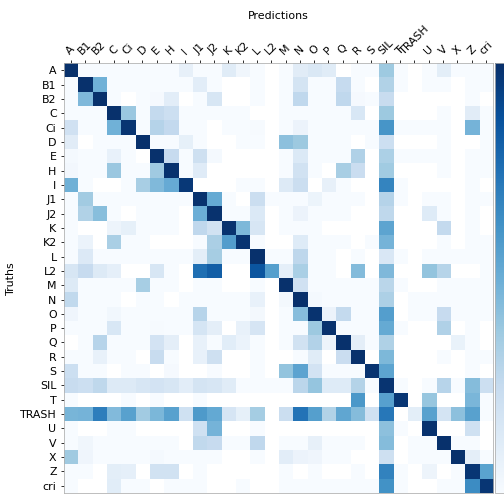 Predictions
A B1 B2 C Ci D E H I J1 J2 K K2 L L2 M N O P Q R S SIL T TRASH U V X Z cri
Truths
A
B1
B2
C
Ci
D
E
H
I
J1
J2
K
K2
L
L2
M
N
O
P
Q
R
S
SIL
T
TRASH
U
V
X
Z
cri